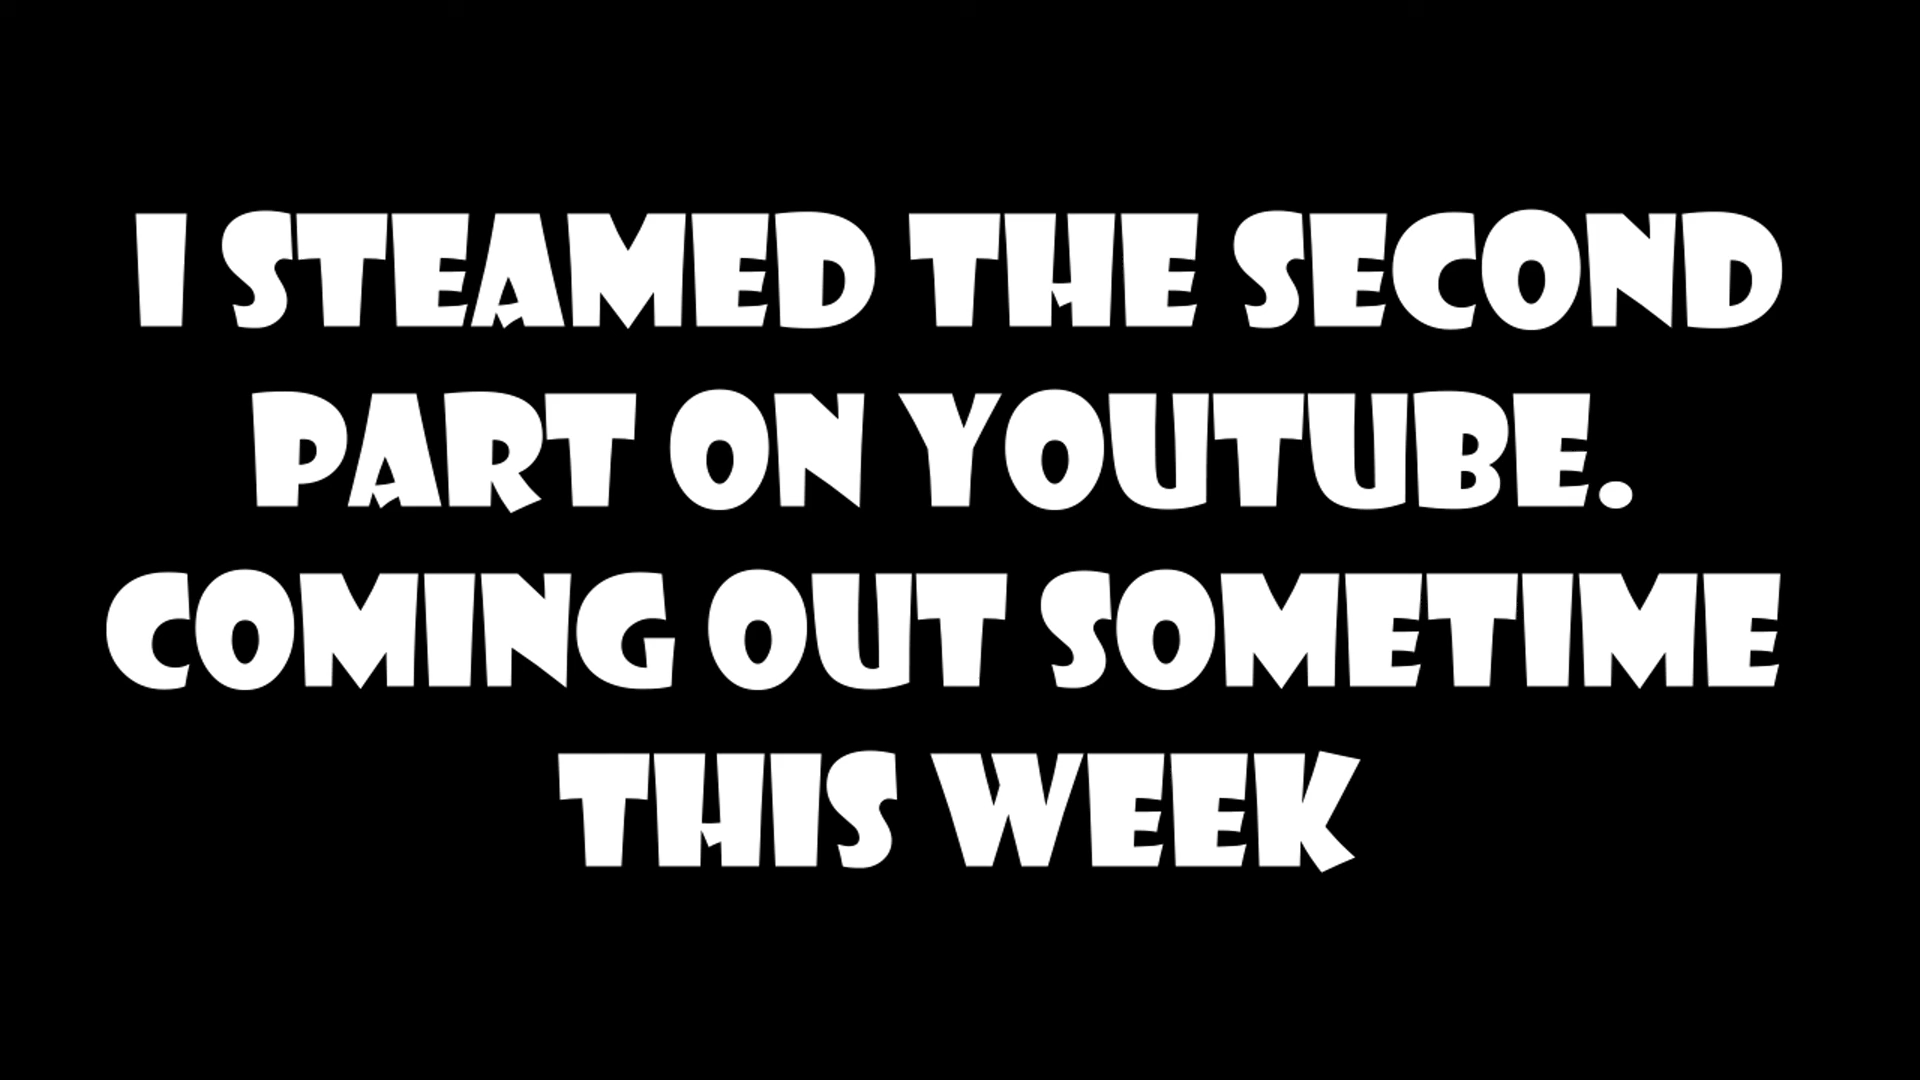 I STEAMED THE SECOND
PART ON YOUTUBE.
COMING OUT SOMETIME
THIS WEEK